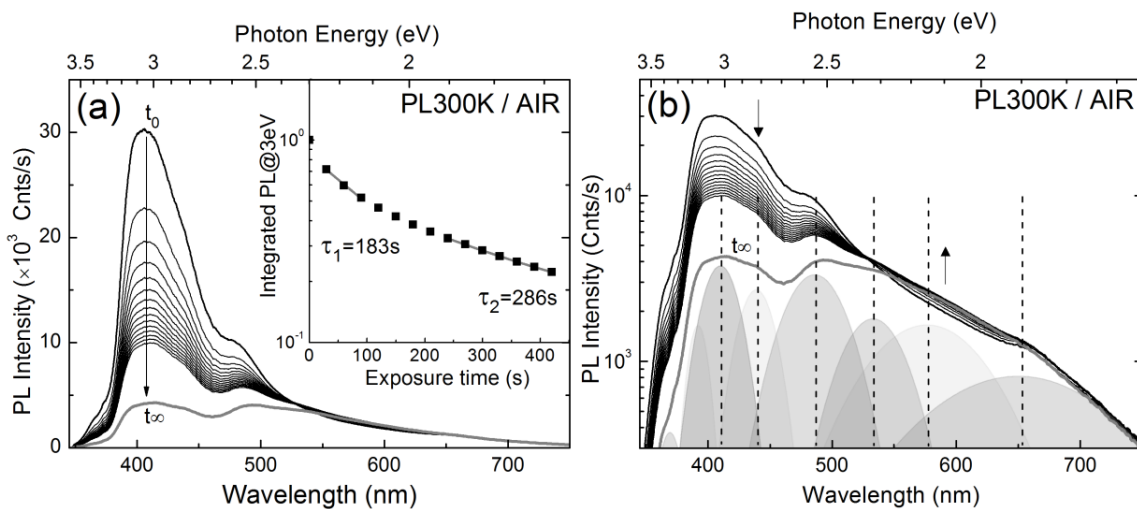 Photon Energy (eV)
3.5 3 2.5 2
(a)
PL300K / AIR
t0
t∞
PL Intensity (×10³ Cnts/s)
30
25
20
15
10
5
0
400 500 600 700
Wavelength (nm)
Integrated PL@3eV
10⁰
10⁻¹
τ1=183s
τ2=286s
0 100 200 300 400
Exposure time (s)
Photon Energy (eV)
3.5 3 2.5 2
(b)
PL300K / AIR
t∞
PL Intensity (Cnts/s)
10⁴
10³
400 500 600 700
Wavelength (nm)